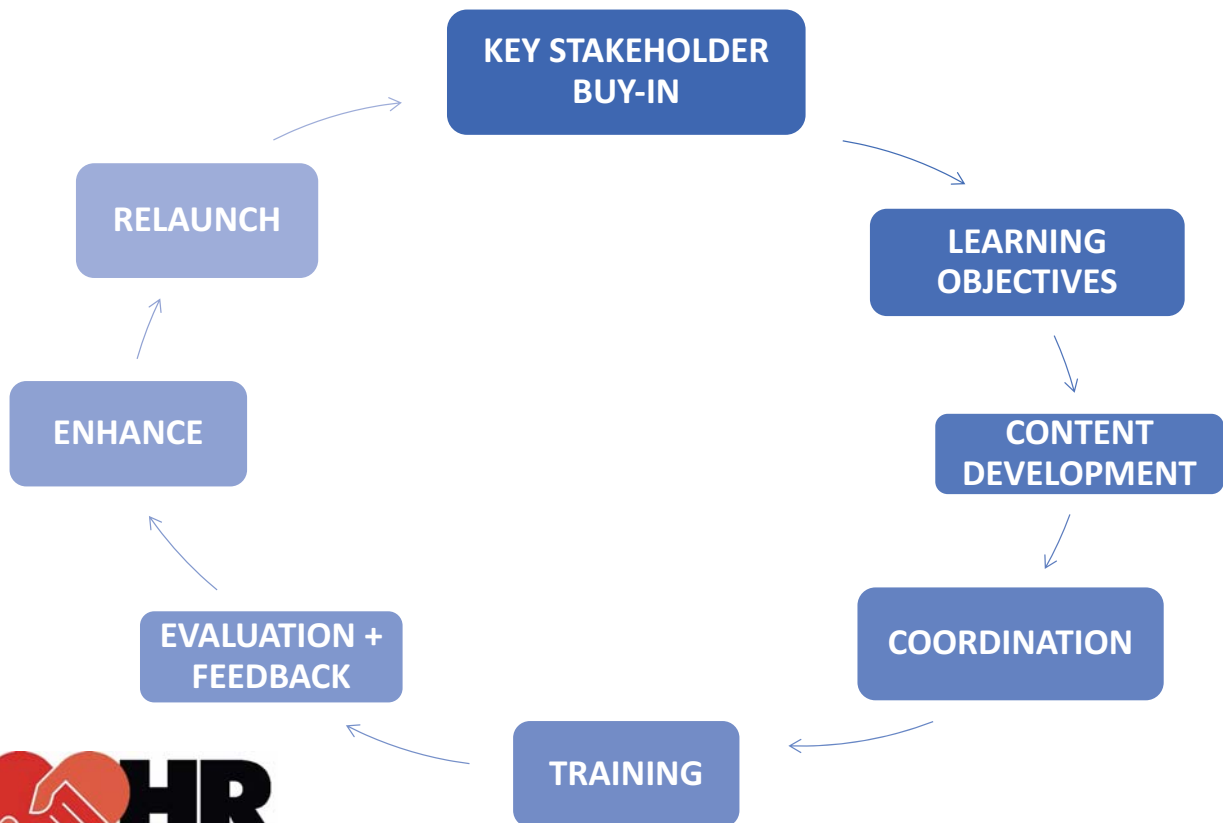 KEY STAKEHOLDER
BUY-IN
LEARNING
OBJECTIVES
CONTENT
DEVELOPMENT
COORDINATION
TRAINING
EVALUATION +
FEEDBACK
ENHANCE
RELAUNCH
HR